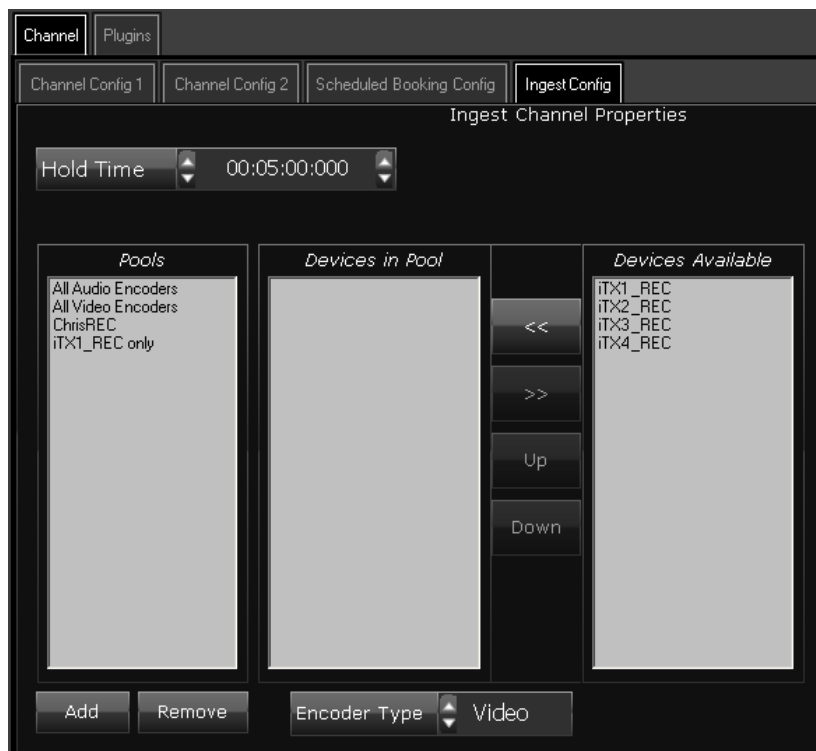 Channel Plugins
Channel Config 1 Channel Config 2 Scheduled Booking Config Ingest Config
Ingest Channel Properties
Hold Time 00:05:00:000
Pools
All Audio Encoders
All Video Encoders
ChrisREC
iTX1_REC only
Devices in Pool
<<
>>
Up
Down
Devices Available
iTX1_REC
iTX2_REC
iTX3_REC
iTX4_REC
Add Remove Encoder Type Video